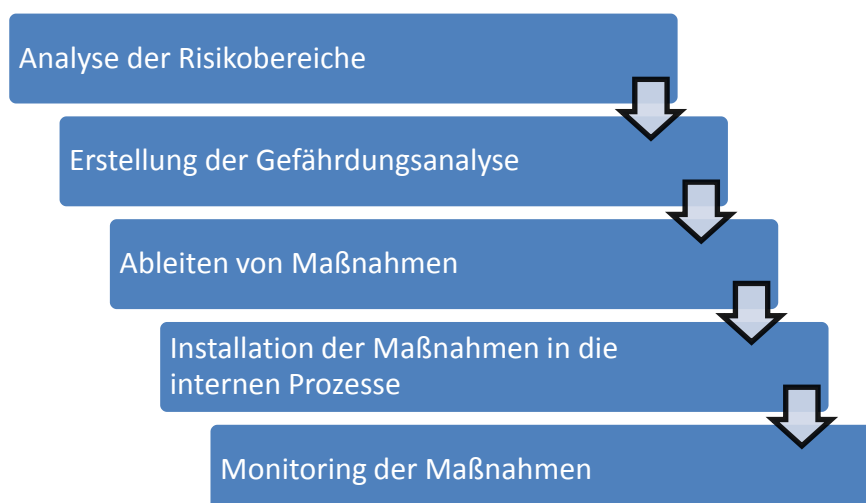 Analyse der Risikobereiche
Erstellung der Gefährdungsanalyse
Ableiten von Maßnahmen
Installation der Maßnahmen in die
internen Prozesse
Monitoring der Maßnahmen